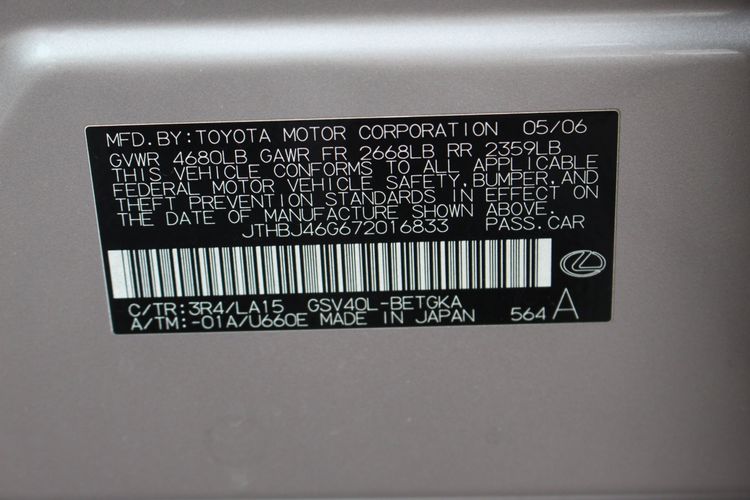 MFD.BY:TOYOTA MOTOR CORPORATION 05/06
GVWR 4680LB GAWR FR 2668LB RR 2359LB
THIS VEHICLE CONFORMS TO ALL APPLICABLE
FEDERAL MOTOR VEHICLE SAFETY,BUMPER,AND
THEFT PREVENTION STANDARDS IN EFFECT ON
THE DATE OF MANUFACTURE SHOWN ABOVE.
JTHBJ46G672016833 PASS.CAR
C/TR:3R4/LA15 GSV40L-BETGKA
A/TM:-01A/U660E MADE IN JAPAN 564 A